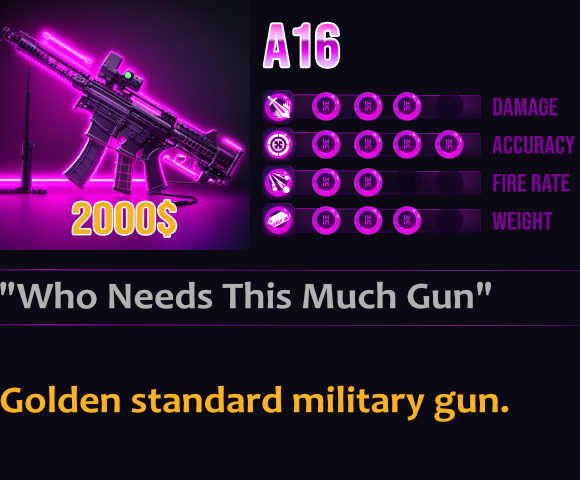 A16
DAMAGE
ACCURACY
FIRE RATE
WEIGHT
2000$
"Who Needs This Much Gun"
Golden standard military gun.